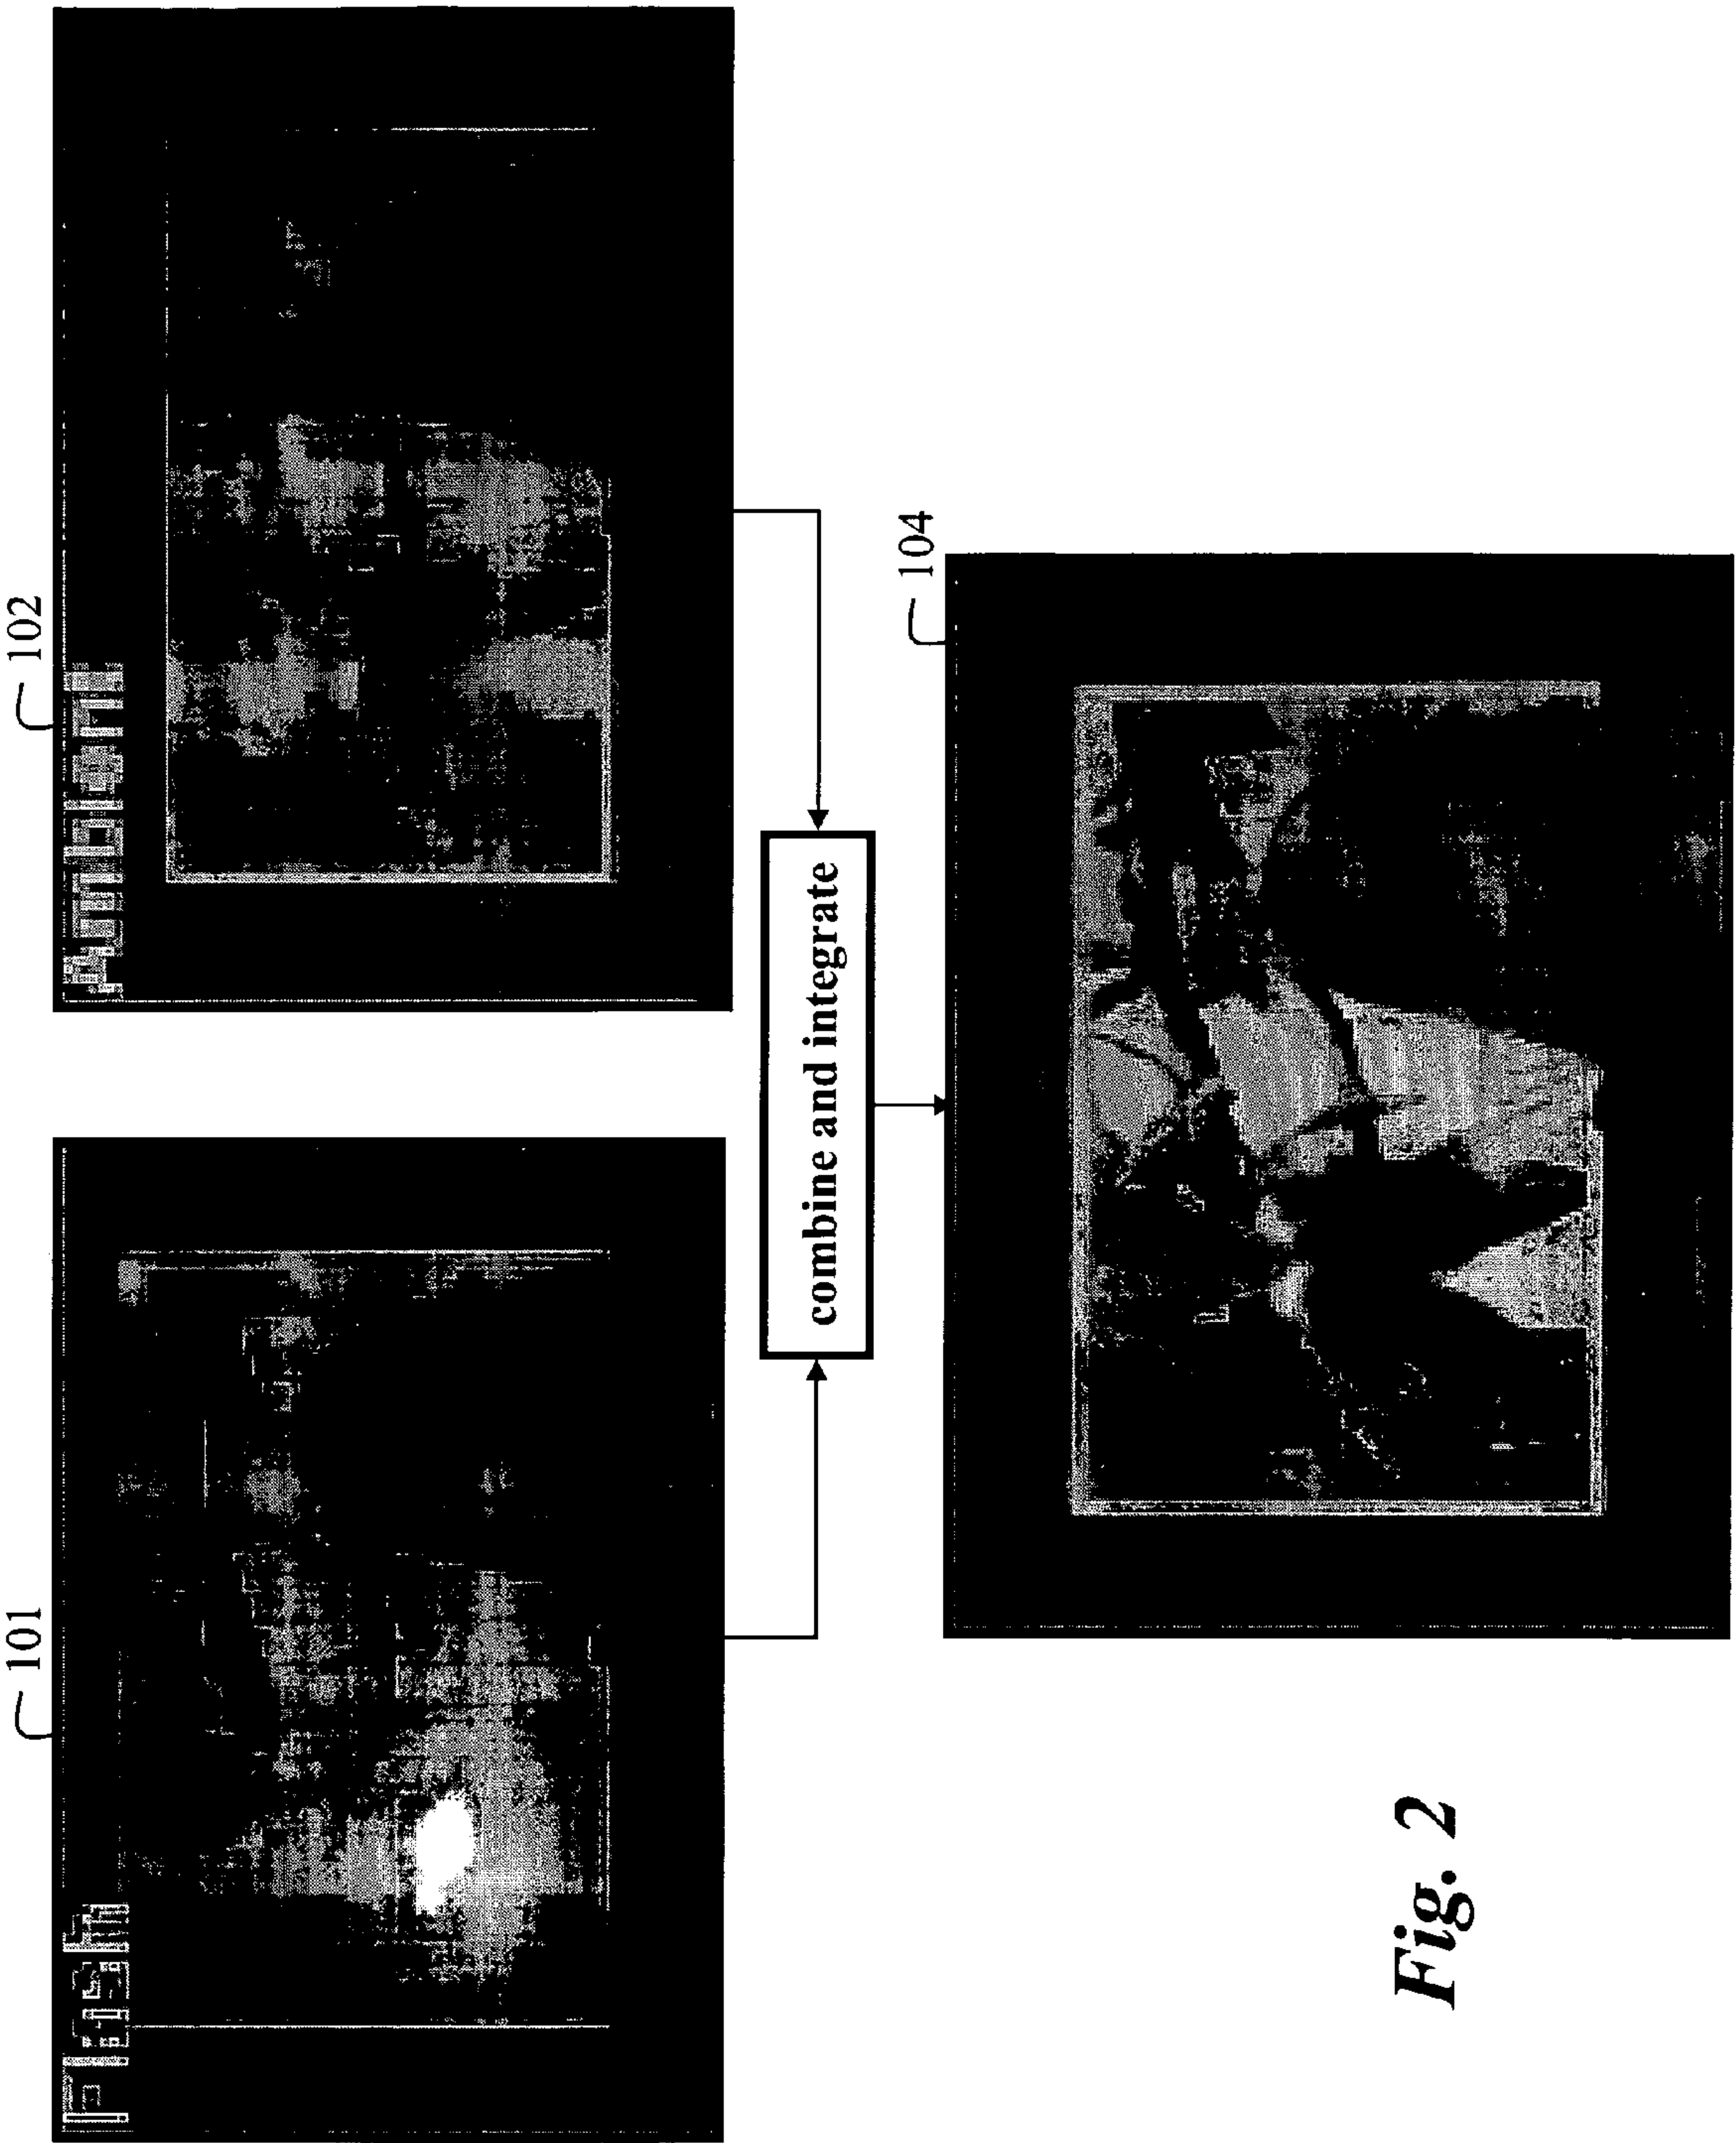 101
Flash
102
Ambient
combine and integrate
104
Fig. 2